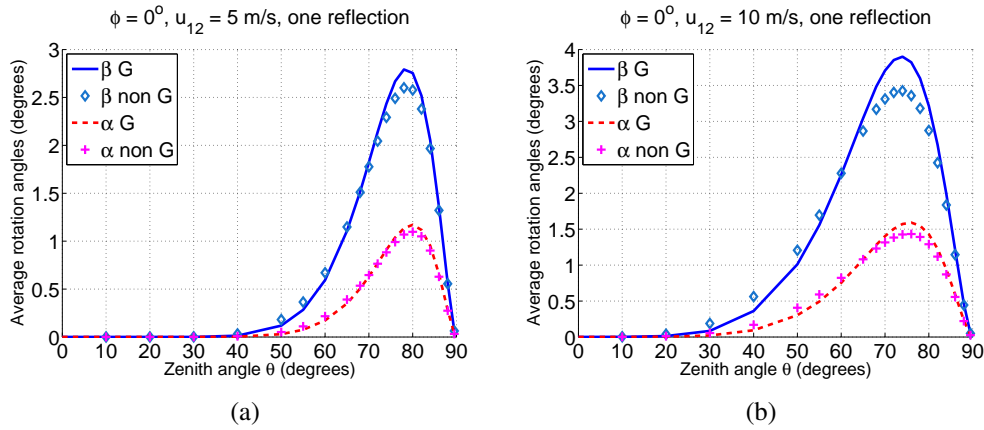 ϕ = 0°, u12 = 5 m/s, one reflection
Average rotation angles (degrees)
3
2.5
2
1.5
1
0.5
0
β G
β non G
α G
α non G
0 10 20 30 40 50 60 70 80 90
Zenith angle θ (degrees)
(a)
ϕ = 0°, u12 = 10 m/s, one reflection
Average rotation angles (degrees)
4
3.5
3
2.5
2
1.5
1
0.5
0
β G
β non G
α G
α non G
0 10 20 30 40 50 60 70 80 90
Zenith angle θ (degrees)
(b)